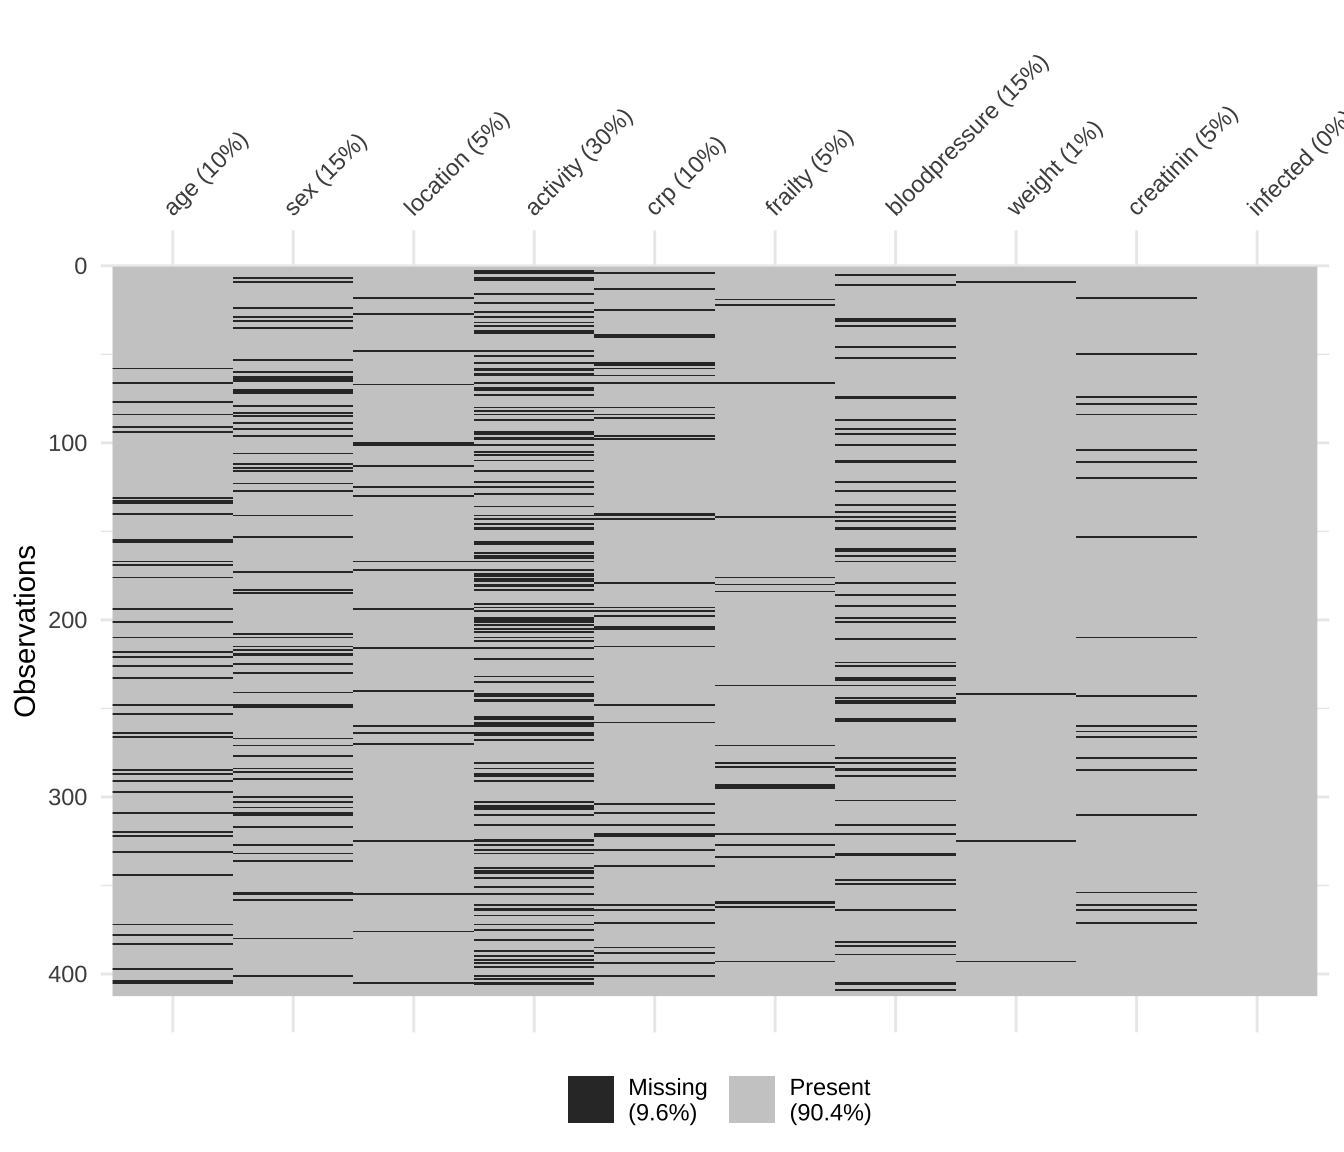 age (10%)
sex (15%)
location (5%)
activity (30%)
crp (10%)
frailty (5%)
bloodpressure (15%)
weight (1%)
creatinin (5%)
infected (0%
0
100
200
300
400
Observations
Missing
(9.6%)
Present
(90.4%)